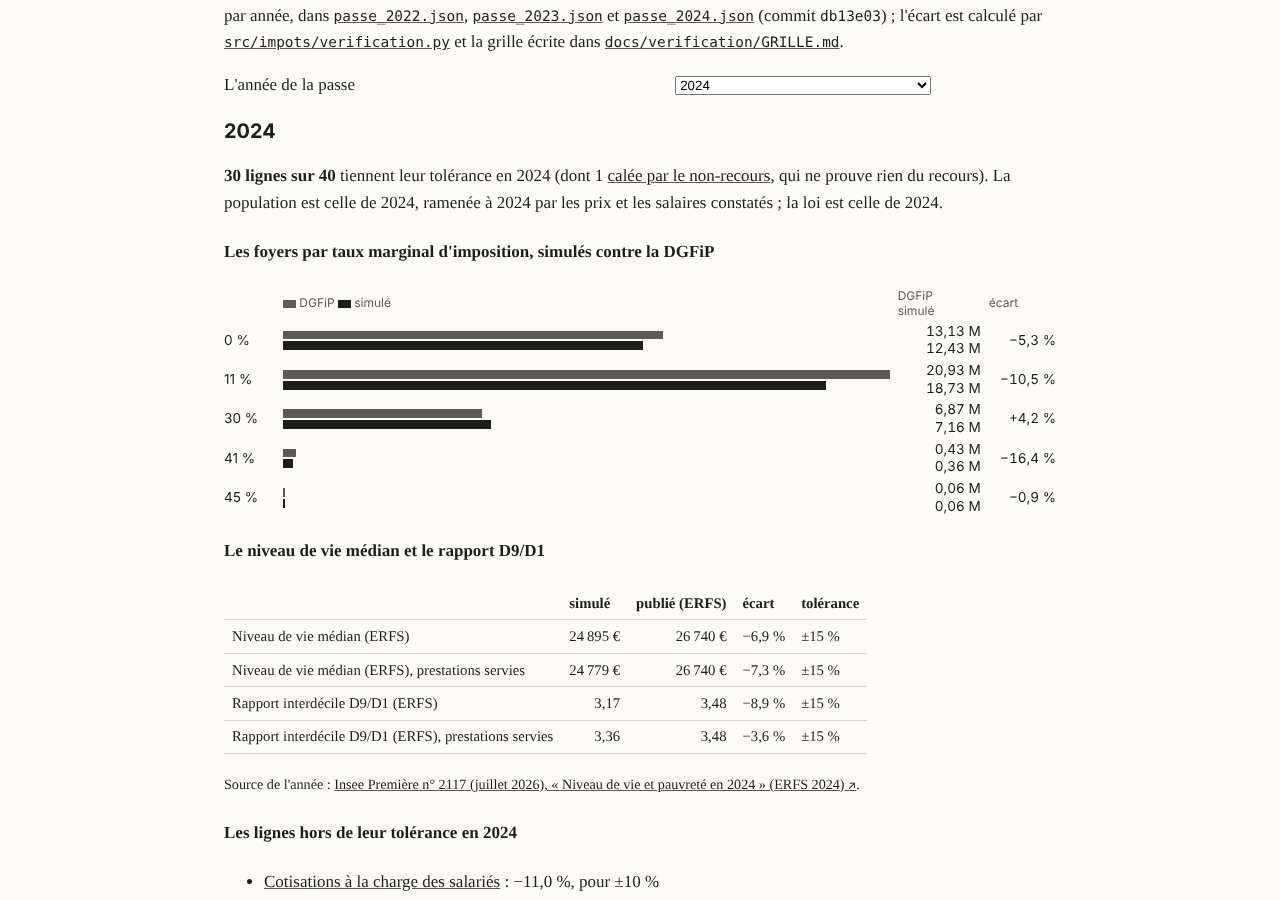 par année, dans passe_2022.json, passe_2023.json et passe_2024.json (commit db13e03) ; l'écart est calculé par
src/impots/verification.py et la grille écrite dans docs/verification/GRILLE.md.
L'année de la passe
2024
2024
30 lignes sur 40 tiennent leur tolérance en 2024 (dont 1 calée par le non-recours, qui ne prouve rien du recours). La
population est celle de 2024, ramenée à 2024 par les prix et les salaires constatés ; la loi est celle de 2024.
Les foyers par taux marginal d'imposition, simulés contre la DGFiP
DGFiP simulé
DGFiP
simulé
écart
0 %
13,13 M
12,43 M
−5,3 %
11 %
20,93 M
18,73 M
−10,5 %
30 %
6,87 M
7,16 M
+4,2 %
41 %
0,43 M
0,36 M
−16,4 %
45 %
0,06 M
0,06 M
−0,9 %
Le niveau de vie médian et le rapport D9/D1
simulé publié (ERFS) écart tolérance
Niveau de vie médian (ERFS) 24 895 € 26 740 € −6,9 % ±15 %
Niveau de vie médian (ERFS), prestations servies 24 779 € 26 740 € −7,3 % ±15 %
Rapport interdécile D9/D1 (ERFS) 3,17 3,48 −8,9 % ±15 %
Rapport interdécile D9/D1 (ERFS), prestations servies 3,36 3,48 −3,6 % ±15 %
Source de l'année : Insee Première n° 2117 (juillet 2026), « Niveau de vie et pauvreté en 2024 » (ERFS 2024) ↗.
Les lignes hors de leur tolérance en 2024
• Cotisations à la charge des salariés : −11,0 %, pour ±10 %